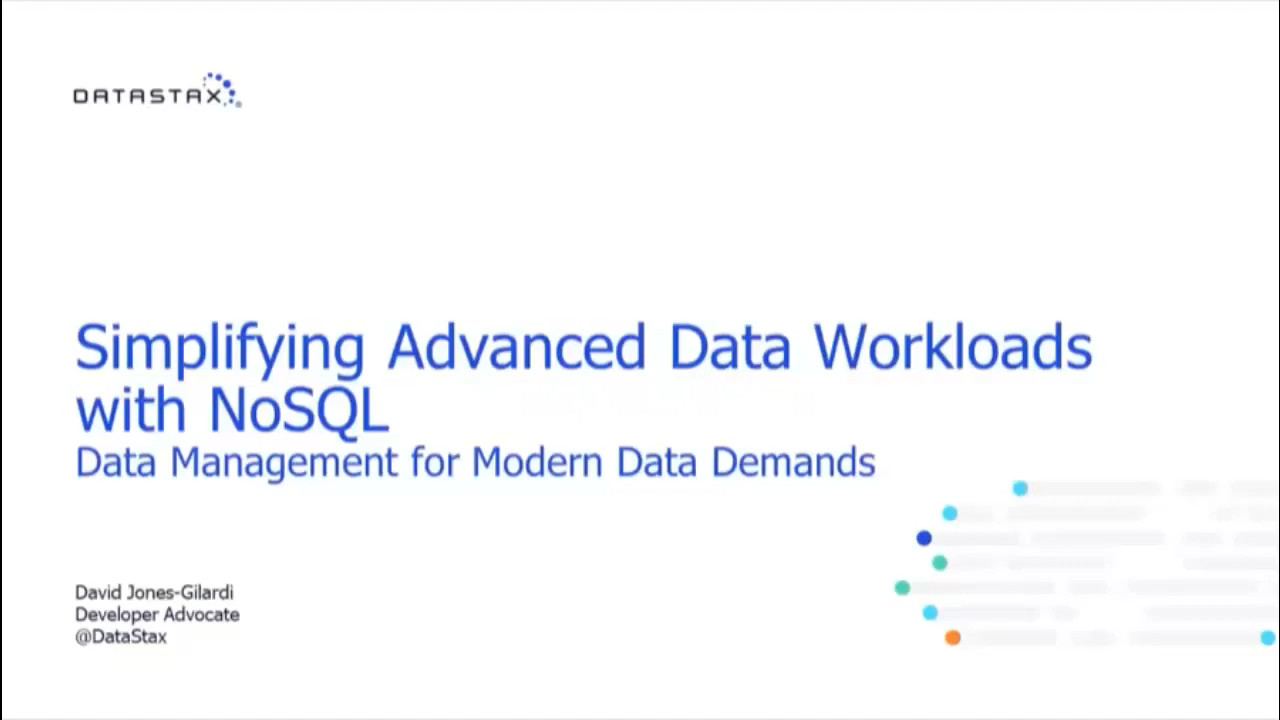 DATASTAX
Simplifying Advanced Data Workloads
with NoSQL
Data Management for Modern Data Demands
David Jones-Gilardi
Developer Advocate
@DataStax